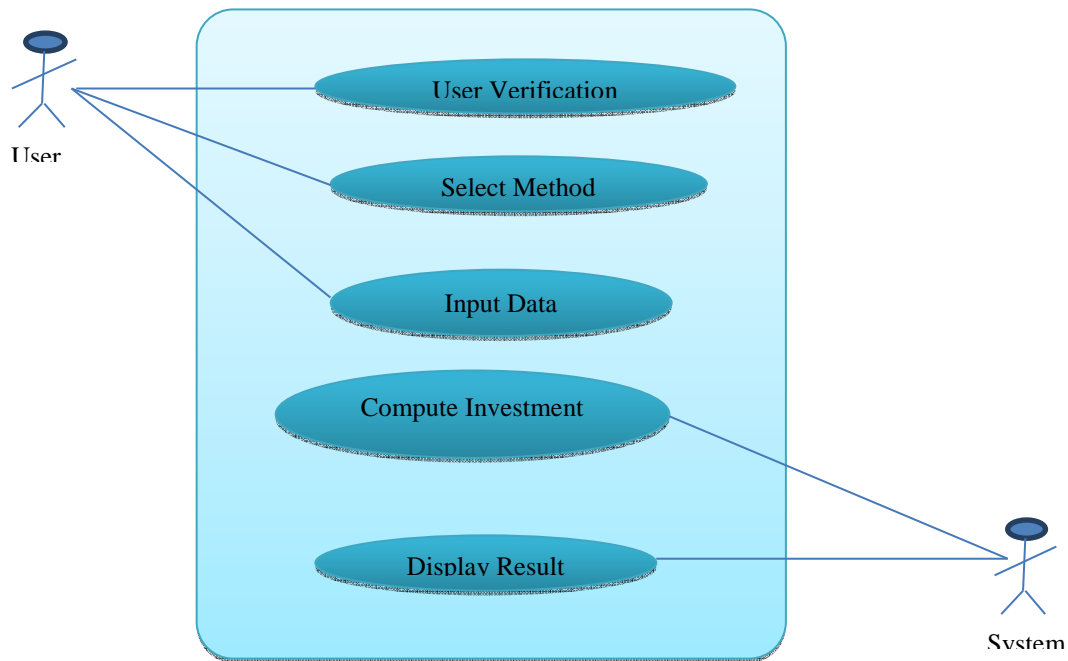 User Verification
User
Select Method
Input Data
Compute Investment
Display Result
System